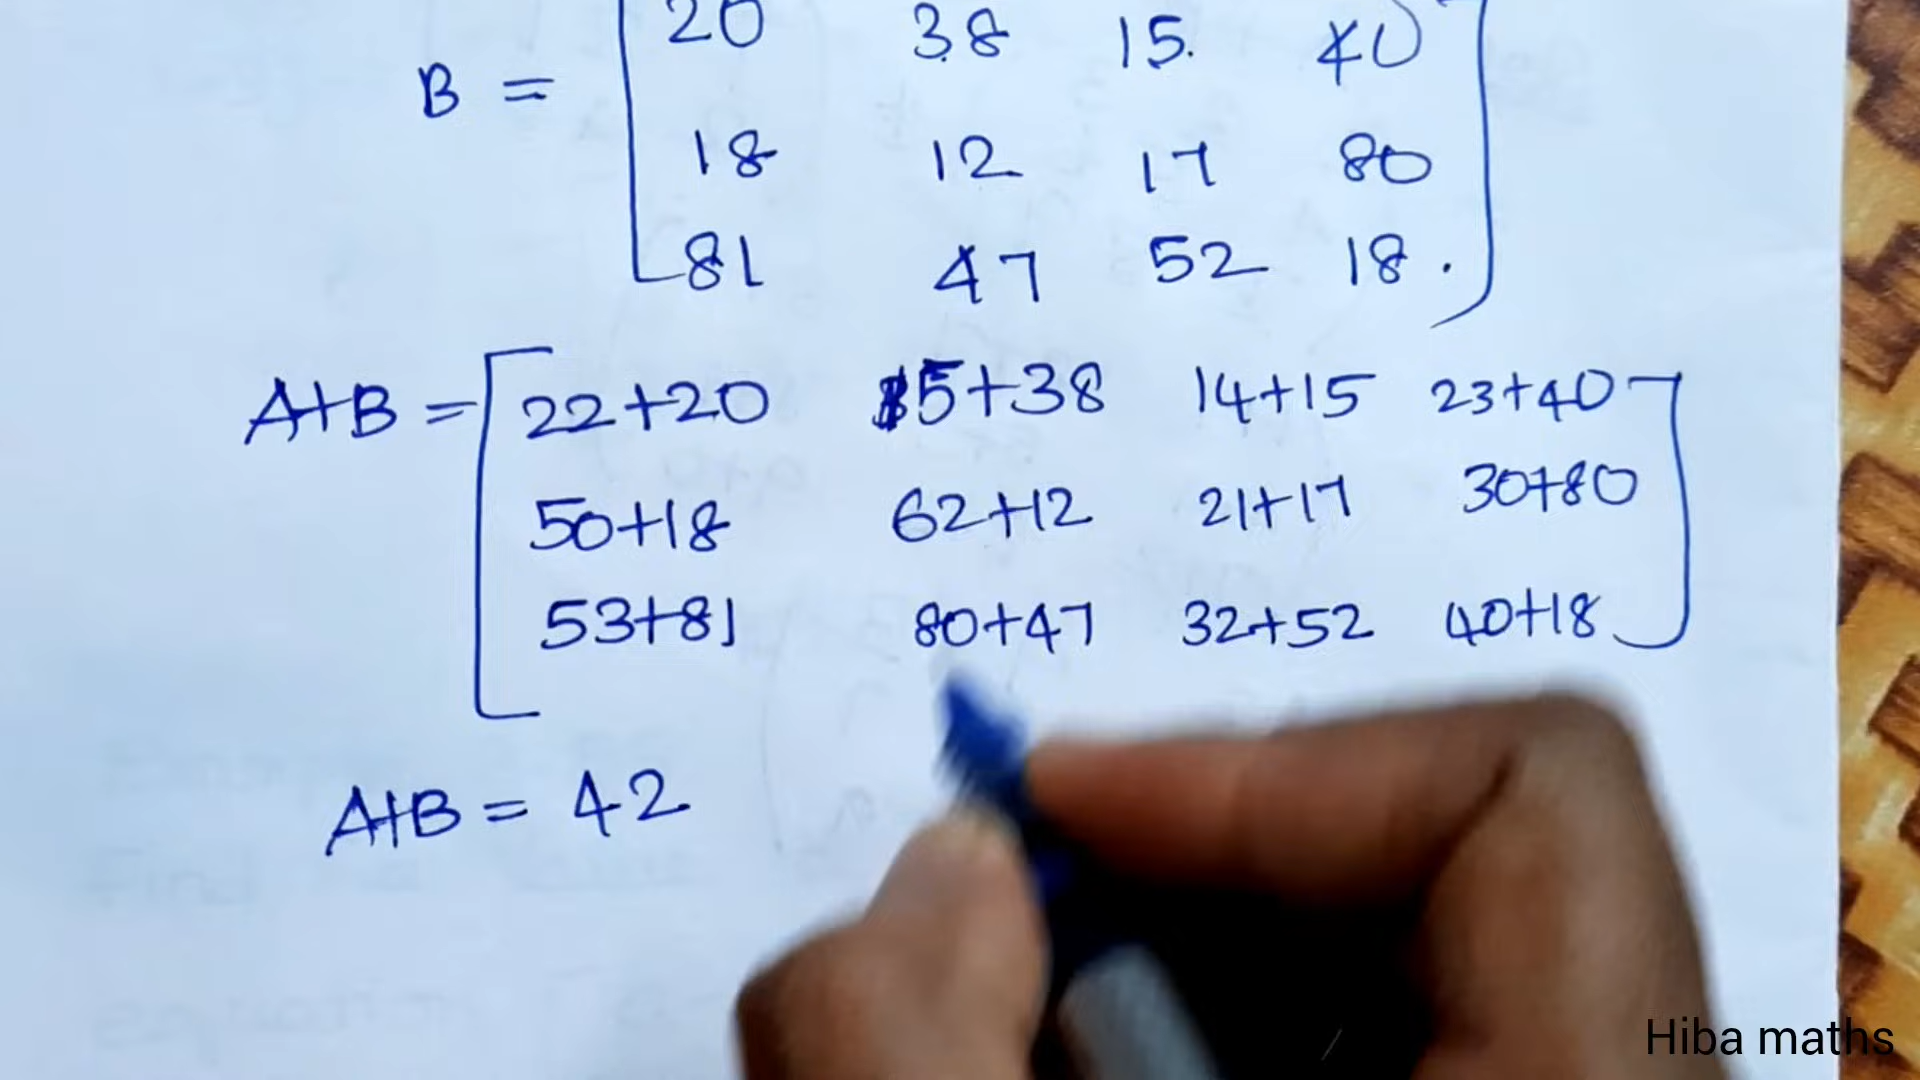 20 38 15. 40
B =
18 12 17 80
81 47 52 18 .
A+B = 22+20 15+38 14+15 23+40
50+18 62+12 21+17 30+80
53+81 80+47 32+52 40+18
A+B = 42
Hiba maths